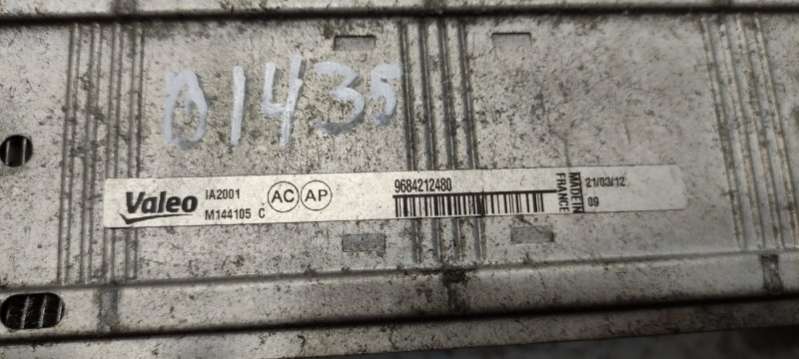 01435
Valeo
IA2001
M144105 C
AC AP
9684212480
MADE IN
FRANCE
21/03/12
09